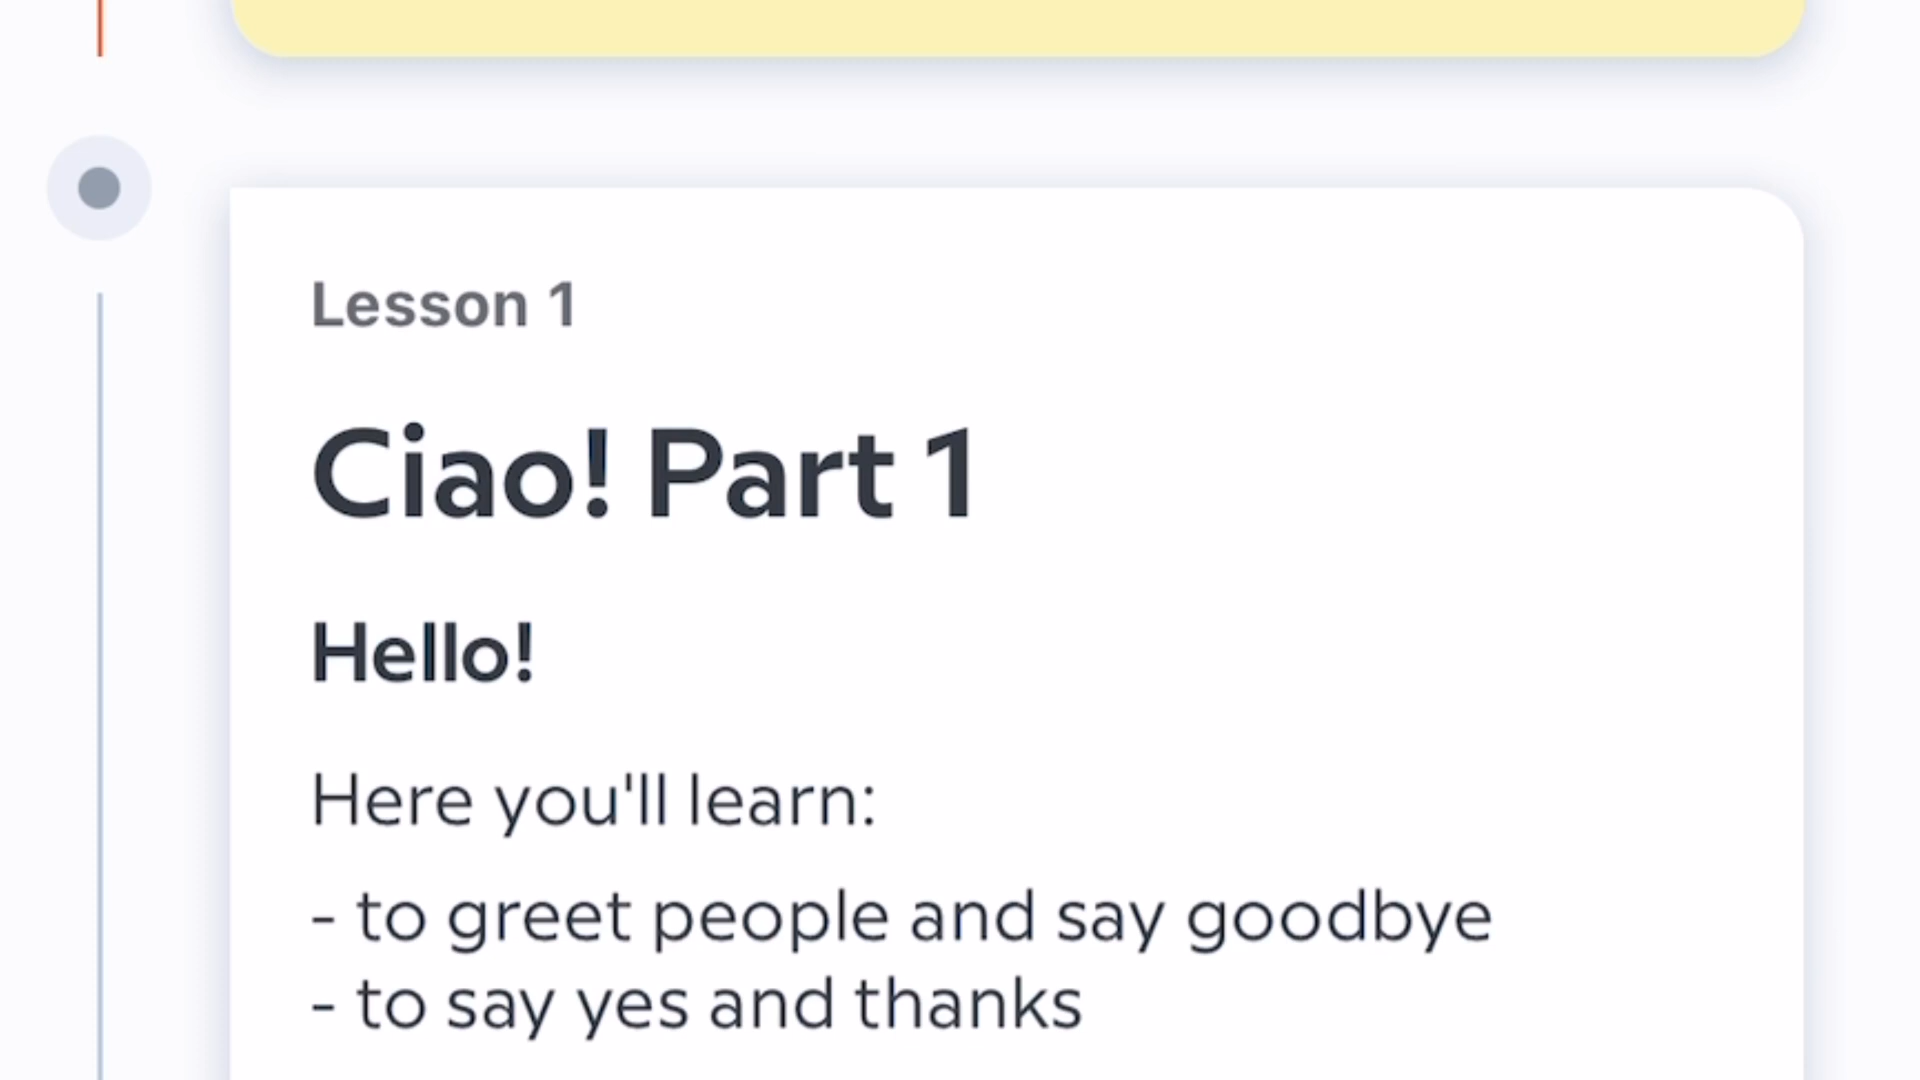 Lesson 1
Ciao! Part 1
Hello!
Here you'll learn:
- to greet people and say goodbye
- to say yes and thanks